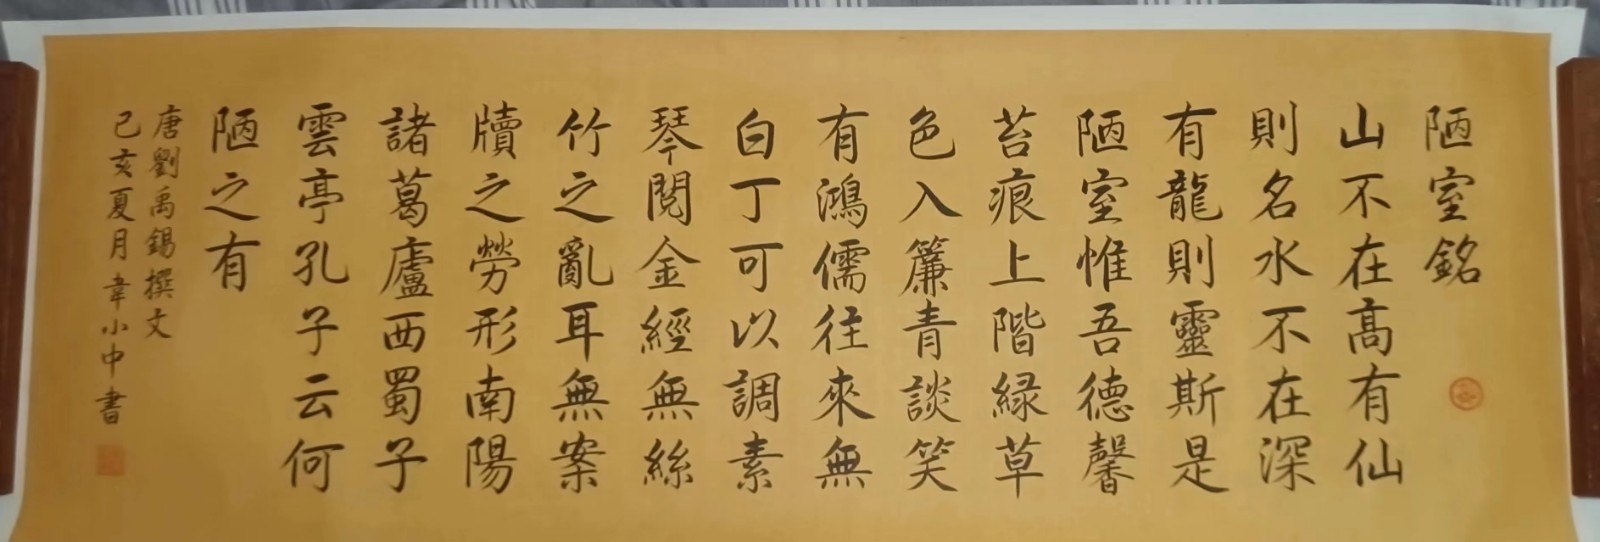 陋室銘
山不在高有仙
則名水不在深
有龍則靈斯是
陋室惟吾德馨
苔痕上階緑草
色入簾青談笑
有鴻儒往來無
白丁可以調素
琴閱金經無絲
竹之亂耳無案
牘之勞形南陽
諸葛廬西蜀子
雲亭孔子云何
陋之有
唐劉禹錫撰文
己亥夏月韋小中書